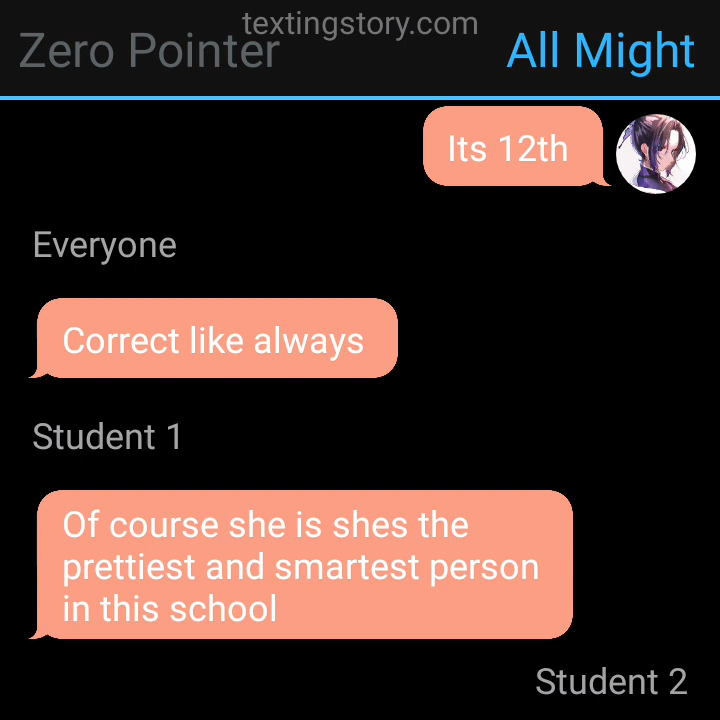 textingstory.com
Zero Pointer
All Might
Its 12th
Everyone
Correct like always
Student 1
Of course she is shes the
prettiest and smartest person
in this school
Student 2